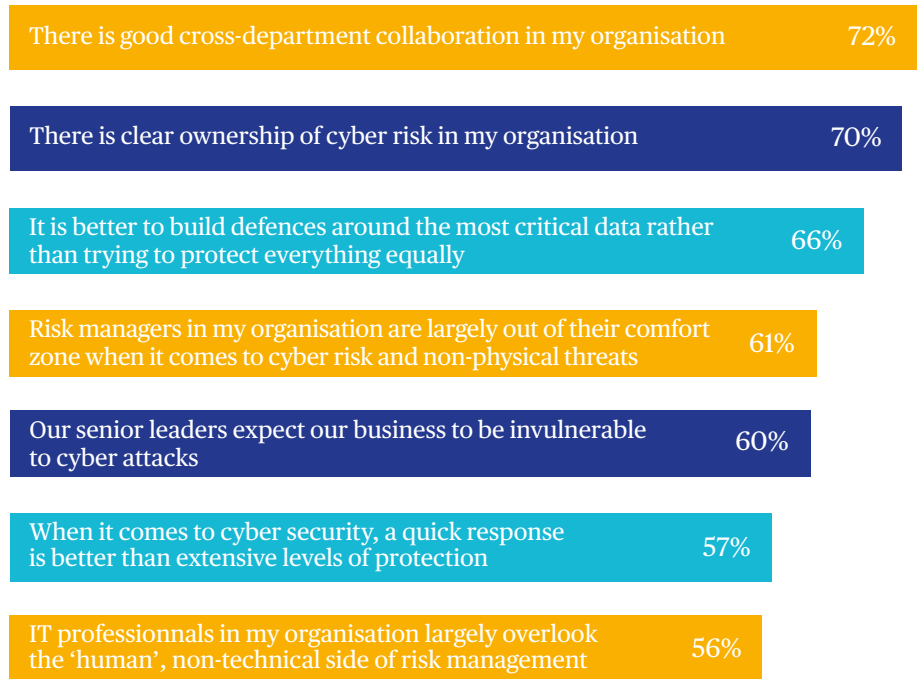 There is good cross-department collaboration in my organisation 72%
There is clear ownership of cyber risk in my organisation 70%
It is better to build defences around the most critical data rather
than trying to protect everything equally 66%
Risk managers in my organisation are largely out of their comfort
zone when it comes to cyber risk and non-physical threats 61%
Our senior leaders expect our business to be invulnerable
to cyber attacks 60%
When it comes to cyber security, a quick response
is better than extensive levels of protection 57%
IT professionnals in my organisation largely overlook
the ‘human’, non-technical side of risk management 56%